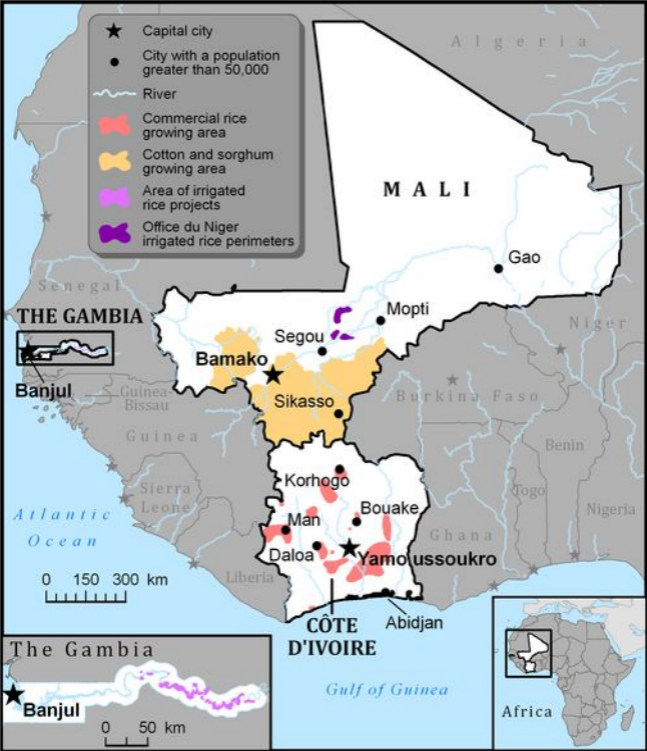 Capital city
City with a population
greater than 50,000
River
Commercial rice
growing area
Cotton and sorghum
growing area
Area of irrigated
rice projects
Office du Niger
irrigated rice perimeters
Algeria
MALI
Gao
Senegal
THE GAMBIA
Mopti
Segou
Niger
Bamako
Banjul
Guinea-
Bissau
Sikasso
Burkina Faso
Guinea
Benin
Korhogo
Sierra
Leone
Togo
Bouake
Nigeria
Atlantic
Ocean
Man
Ghana
Daloa
Yamoussoukro
0 150 300 km
Liberia
CÔTE
D'IVOIRE
Abidjan
The Gambia
Banjul
0 50 km
Gulf of Guinea
Africa